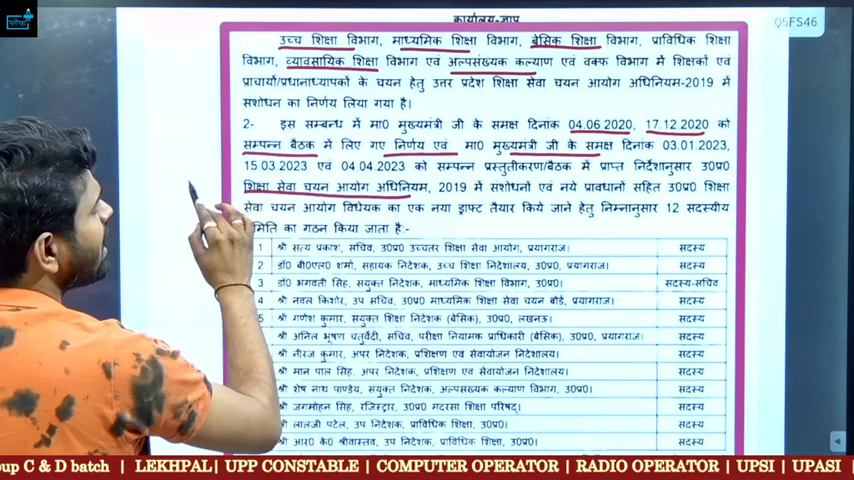 परीक्षा
Q5FS46
कार्यालय-ज्ञाप
उच्च शिक्षा विभाग, माध्यमिक शिक्षा विभाग, बेसिक शिक्षा विभाग, प्राविधिक शिक्षा
विभाग, व्यावसायिक शिक्षा विभाग एवं अल्पसंख्यक कल्याण एवं वक्फ विभाग में शिक्षकों एवं
प्राचार्यों/प्रधानाध्यापकों के चयन हेतु उत्तर प्रदेश शिक्षा सेवा चयन आयोग अधिनियम-2019 में
संशोधन का निर्णय लिया गया है।
2- इस सम्बन्ध में मा0 मुख्यमंत्री जी के समक्ष दिनांक 04.06.2020, 17.12.2020 को
सम्पन्न बैठक में लिए गए निर्णय एवं मा0 मुख्यमंत्री जी के समक्ष दिनांक 03.01.2023,
15.03.2023 एवं 04.04.2023 को सम्पन्न प्रस्तुतीकरण/बैठक में प्राप्त निर्देशानुसार उ0प्र0
शिक्षा सेवा चयन आयोग अधिनियम, 2019 में संशोधनों एवं नये प्रावधानों सहित उ0प्र0 शिक्षा
सेवा चयन आयोग विधेयक का एक नया ड्राफ्ट तैयार किये जाने हेतु निम्नानुसार 12 सदस्यीय
मिति का गठन किया जाता है:-
1 श्री सत्य प्रकाश, सचिव, उ0प्र0 उच्चतर शिक्षा सेवा आयोग, प्रयागराज। सदस्य
2 डॉ0 बी0एल0 शर्मा, सहायक निदेशक, उच्च शिक्षा निदेशालय, उ0प्र0, प्रयागराज। सदस्य
3 डॉ0 भगवती सिंह, संयुक्त निदेशक, माध्यमिक शिक्षा विभाग, उ0प्र0। सदस्य-सचिव
4 श्री नवल किशोर, उप सचिव, उ0प्र0 माध्यमिक शिक्षा सेवा चयन बोर्ड, प्रयागराज। सदस्य
5 श्री गणेश कुमार, संयुक्त शिक्षा निदेशक (बेसिक), उ0प्र0, लखनऊ। सदस्य
श्री अनिल भूषण चतुर्वेदी, सचिव, परीक्षा नियामक प्राधिकारी (बेसिक), उ0प्र0, प्रयागराज। सदस्य
श्री नीरज कुमार, अपर निदेशक, प्रशिक्षण एवं सेवायोजन निदेशालय। सदस्य
श्री मान पाल सिंह, अपर निदेशक, प्रशिक्षण एवं सेवायोजन निदेशालय। सदस्य
श्री शेष नाथ पाण्डेय, संयुक्त निदेशक, अल्पसंख्यक कल्याण विभाग, उ0प्र0। सदस्य
श्री जगमोहन सिंह, रजिस्ट्रार, उ0प्र0 मदरसा शिक्षा परिषद्। सदस्य
श्री लालजी पटेल, उप निदेशक, प्राविधिक शिक्षा, उ0प्र0। सदस्य
श्री आर0 के0 श्रीवास्तव, उप निदेशक, प्राविधिक शिक्षा, उ0प्र0। सदस्य
oup C & D batch | LEKHPAL| UPP CONSTABLE | COMPUTER OPERATOR | RADIO OPERATOR | UPSI | UPASI |